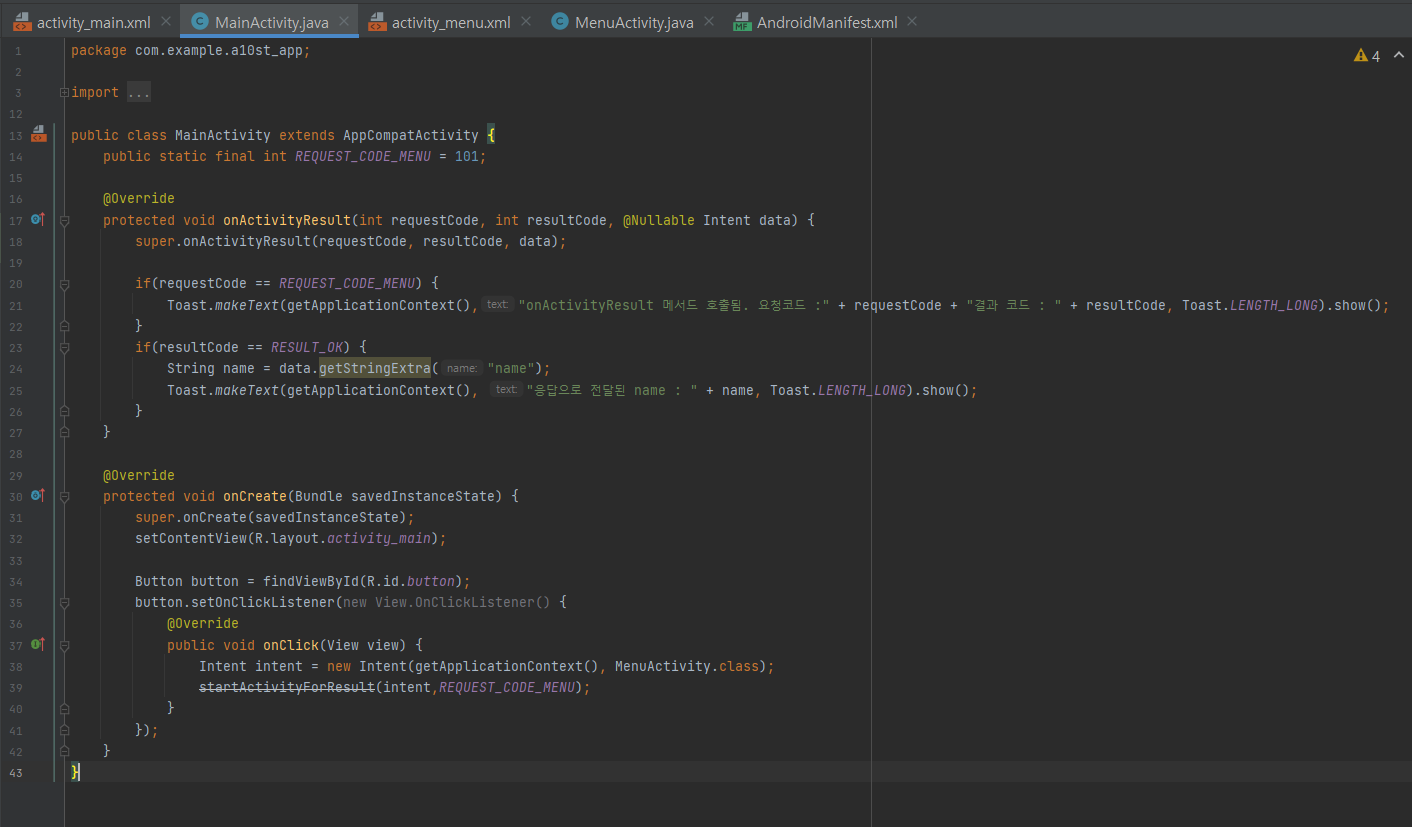 activity_main.xml MainActivity.java activity_menu.xml MenuActivity.java AndroidManifest.xml
1 package com.example.a10st_app;
4
2
3 import ...
12
13 public class MainActivity extends AppCompatActivity {
14 public static final int REQUEST_CODE_MENU = 101;
15
16 @Override
17 protected void onActivityResult(int requestCode, int resultCode, @Nullable Intent data) {
18 super.onActivityResult(requestCode, resultCode, data);
19
20 if(requestCode == REQUEST_CODE_MENU) {
21 Toast.makeText(getApplicationContext(), text: "onActivityResult 메서드 호출됨. 요청코드 :" + requestCode + "결과 코드 : " + resultCode, Toast.LENGTH_LONG).show();
22 }
23 if(resultCode == RESULT_OK) {
24 String name = data.getStringExtra( name: "name");
25 Toast.makeText(getApplicationContext(), text: "응답으로 전달된 name : " + name, Toast.LENGTH_LONG).show();
26 }
27 }
28
29 @Override
30 protected void onCreate(Bundle savedInstanceState) {
31 super.onCreate(savedInstanceState);
32 setContentView(R.layout.activity_main);
33
34 Button button = findViewById(R.id.button);
35 button.setOnClickListener(new View.OnClickListener() {
36 @Override
37 public void onClick(View view) {
38 Intent intent = new Intent(getApplicationContext(), MenuActivity.class);
39 startActivityForResult(intent,REQUEST_CODE_MENU);
40 }
41 });
42 }
43 }